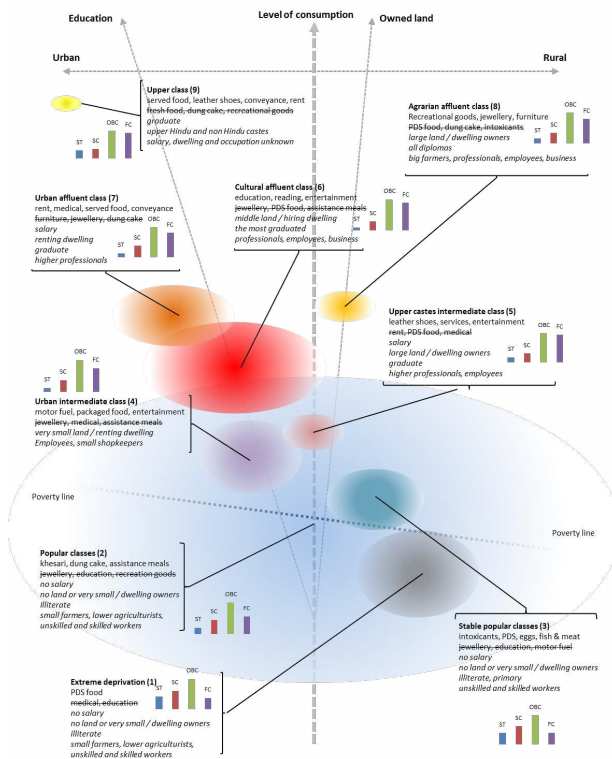 Education
Level of consumption
Owned land
Urban
Rural
Upper class (9)
served food, leather shoes, conveyance, rent
fresh food, dung cake, recreational goods
graduate
upper Hindu and non Hindu castes
salary, dwelling and occupation unknown
ST SC OBC FC
Agrarian affluent class (8)
Recreational goods, jewellery, furniture
PDS food, dung cake, intoxicants
large land / dwelling owners
all diplomas
big farmers, professionals, employees, business
ST SC OBC FC
Urban affluent class (7)
rent, medical, served food, conveyance
furniture, jewellery, dung cake
salary
renting dwelling
graduate
higher professionals
ST SC OBC FC
Cultural affluent class (6)
education, reading, entertainment
jewellery, PDS food, assistance meals
middle land / hiring dwelling
the most graduated
professionals, employees, business
ST SC OBC FC
Upper castes intermediate class (5)
leather shoes, services, entertainment
rent, PDS food, medical
salary
large land / dwelling owners
graduate
higher professionals, employees
ST SC OBC FC
ST SC OBC FC
Urban intermediate class (4)
motor fuel, packaged food, entertainment
jewellery, medical, assistance meals
very small land / renting dwelling
Employees, small shopkeepers
Poverty line
Poverty line
Popular classes (2)
khesari, dung cake, assistance meals
jewellery, education, recreation goods
no salary
no land or very small / dwelling owners
Illiterate
small farmers, lower agriculturists,
unskilled and skilled workers
ST SC OBC FC
Stable popular classes (3)
intoxicants, PDS, eggs, fish & meat
jewellery, education, motor fuel
no salary
no land or very small / dwelling owners
illiterate, primary
unskilled and skilled workers
ST SC OBC FC
Extreme deprivation (1)
PDS food
medical, education
no salary
no land or very small / dwelling owners
Illiterate
small farmers, lower agriculturists,
unskilled and skilled workers
ST SC OBC FC